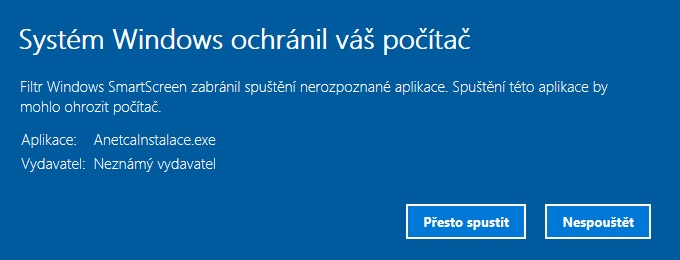 Systém Windows ochránil váš počítač
Filtr Windows SmartScreen zabránil spuštění nerozpoznané aplikace. Spuštění této aplikace by
mohlo ohrozit počítač.
Aplikace: AnetcaInstalace.exe
Vydavatel: Neznámý vydavatel
Přesto spustit Nespouštět